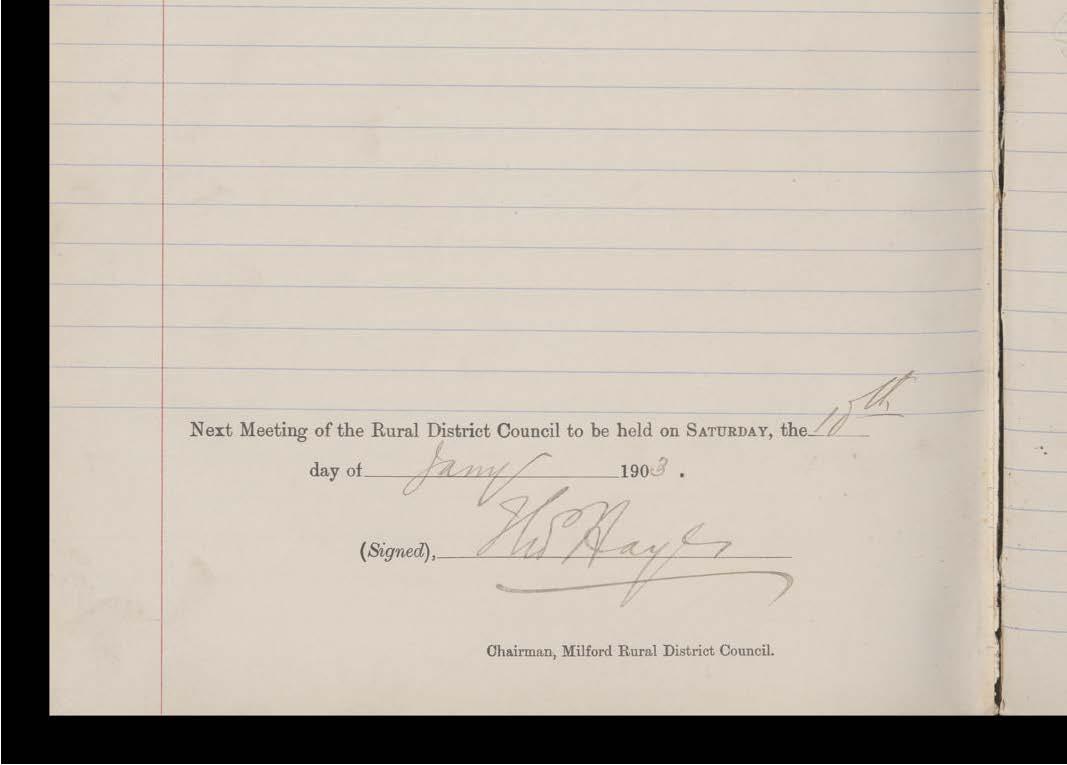 Next Meeting of the Rural District Council to be held on SATURDAY, the 10th
day of Jany 1903.
(Signed), Thos Hayes
Chairman, Milford Rural District Council.